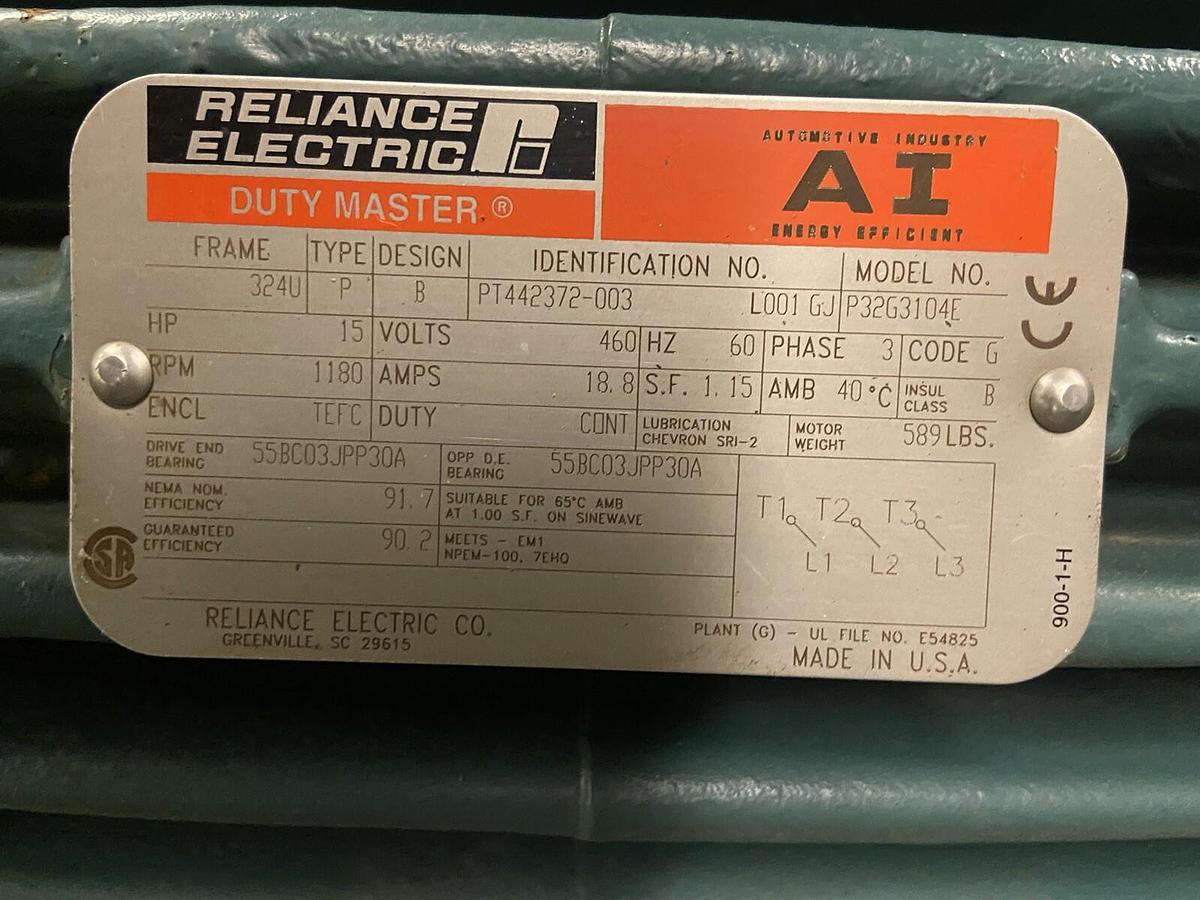 RELIANCE
ELECTRIC
DUTY MASTER ®
AUTOMOTIVE INDUSTRY
AI
ENERGY EFFICIENT
FRAME TYPE DESIGN IDENTIFICATION NO. MODEL NO.
324U P B PT442372-003 L001 GJ P32G3104E
CE
HP 15 VOLTS 460 HZ 60 PHASE 3 CODE G
RPM 1180 AMPS 18.8 S.F. 1.15 AMB 40°C INSUL CLASS B
ENCL TEFC DUTY CONT LUBRICATION CHEVRON SRI-2 MOTOR WEIGHT 589 LBS.
DRIVE END BEARING 55BC03JPP30A OPP D.E. BEARING 55BC03JPP30A
NEMA NOM. EFFICIENCY 91.7 SUITABLE FOR 65°C AMB
AT 1.00 S.F. ON SINEWAVE
GUARANTEED EFFICIENCY 90.2 MEETS - EM1
NPEM-100, 7EHO
T1 T2 T3
L1 L2 L3
SA
900-1-H
RELIANCE ELECTRIC CO.
GREENVILLE, SC 29615
PLANT (G) - UL FILE NO. E54825
MADE IN U.S.A.